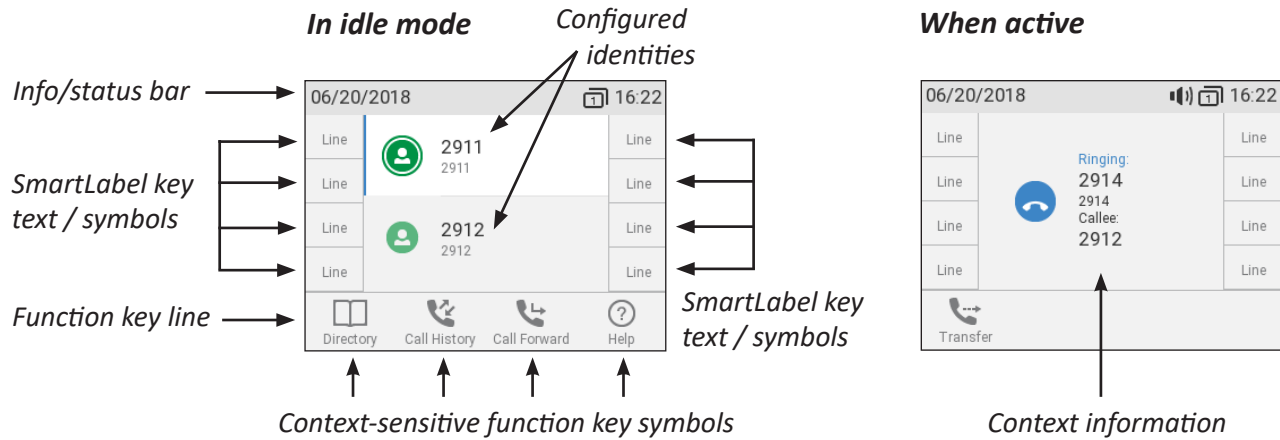 In idle mode
Configured
identities
When active
Info/status bar
06/20/2018 1 16:22
Line 2911 Line
2911
Line Line
Line 2912 Line
2912
Line Line
SmartLabel key
text / symbols
SmartLabel key
text / symbols
Function key line
Directory Call History Call Forward ? Help
Context-sensitive function key symbols
06/20/2018 1 16:22
Line Line
Ringing:
Line 2914 Line
2914
Callee:
Line 2912 Line
Line Line
Transfer
Context information